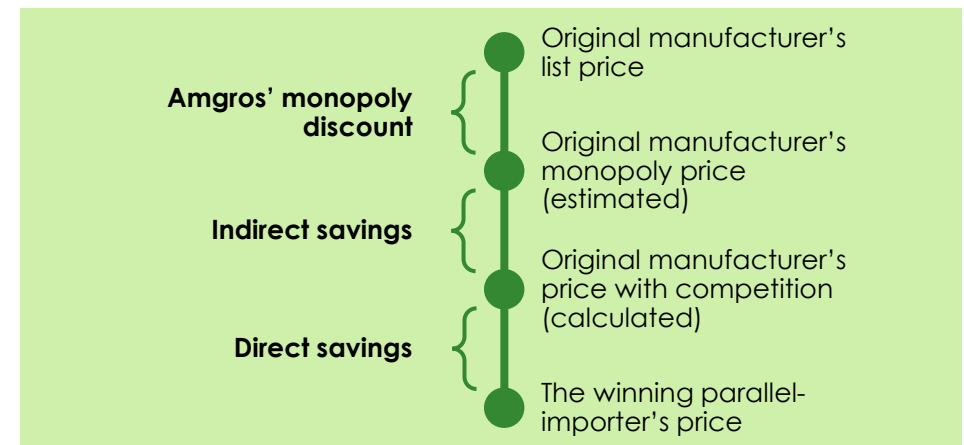 Original manufacturer’s
list price
Amgros’ monopoly
discount
Original manufacturer’s
monopoly price
(estimated)
Indirect savings
Original manufacturer’s
price with competition
(calculated)
Direct savings
The winning parallel-
importer’s price